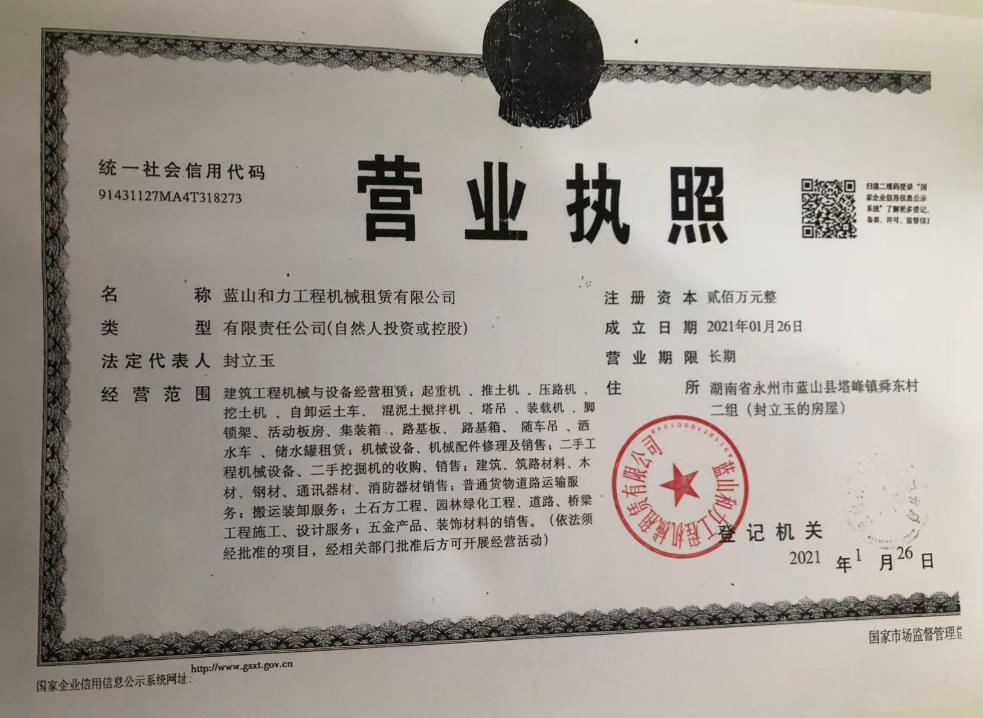 统一社会信用代码
91431127MA4T318273
营业执照
扫描二维码登录“国
家企业信用信息公示
系统”了解更多登记、
备案、许可、监管信
名 称 蓝山和力工程机械租赁有限公司
类 型 有限责任公司(自然人投资或控股)
法定代表人 封立玉
经营范围 建筑工程机械与设备经营租赁；起重机、推土机、压路机、
挖土机、自卸运土车、混泥土搅拌机、塔吊、装载机、脚
锁架、活动板房、集装箱、路基板、路基箱、随车吊、洒
水车、储水罐租赁；机械设备、机械配件修理及销售；二手工
程机械设备、二手挖掘机的收购、销售；建筑、筑路材料、木
材、钢材、通讯器材、消防器材销售；普通货物道路运输服
务；搬运装卸服务；土石方工程、园林绿化工程、道路、桥梁
工程施工、设计服务；五金产品、装饰材料的销售。（依法须
经批准的项目，经相关部门批准后方可开展经营活动）
注册资本 贰佰万元整
成立日期 2021年01月26日
营业期限 长期
住 所 湖南省永州市蓝山县塔峰镇舜东村
二组（封立玉的房屋）
蓝山和力工程机械租赁有限公司
登记机关
2021 年 1 月 26 日
国家企业信用信息公示系统网址：http://www.gsxt.gov.cn
国家市场监督管理